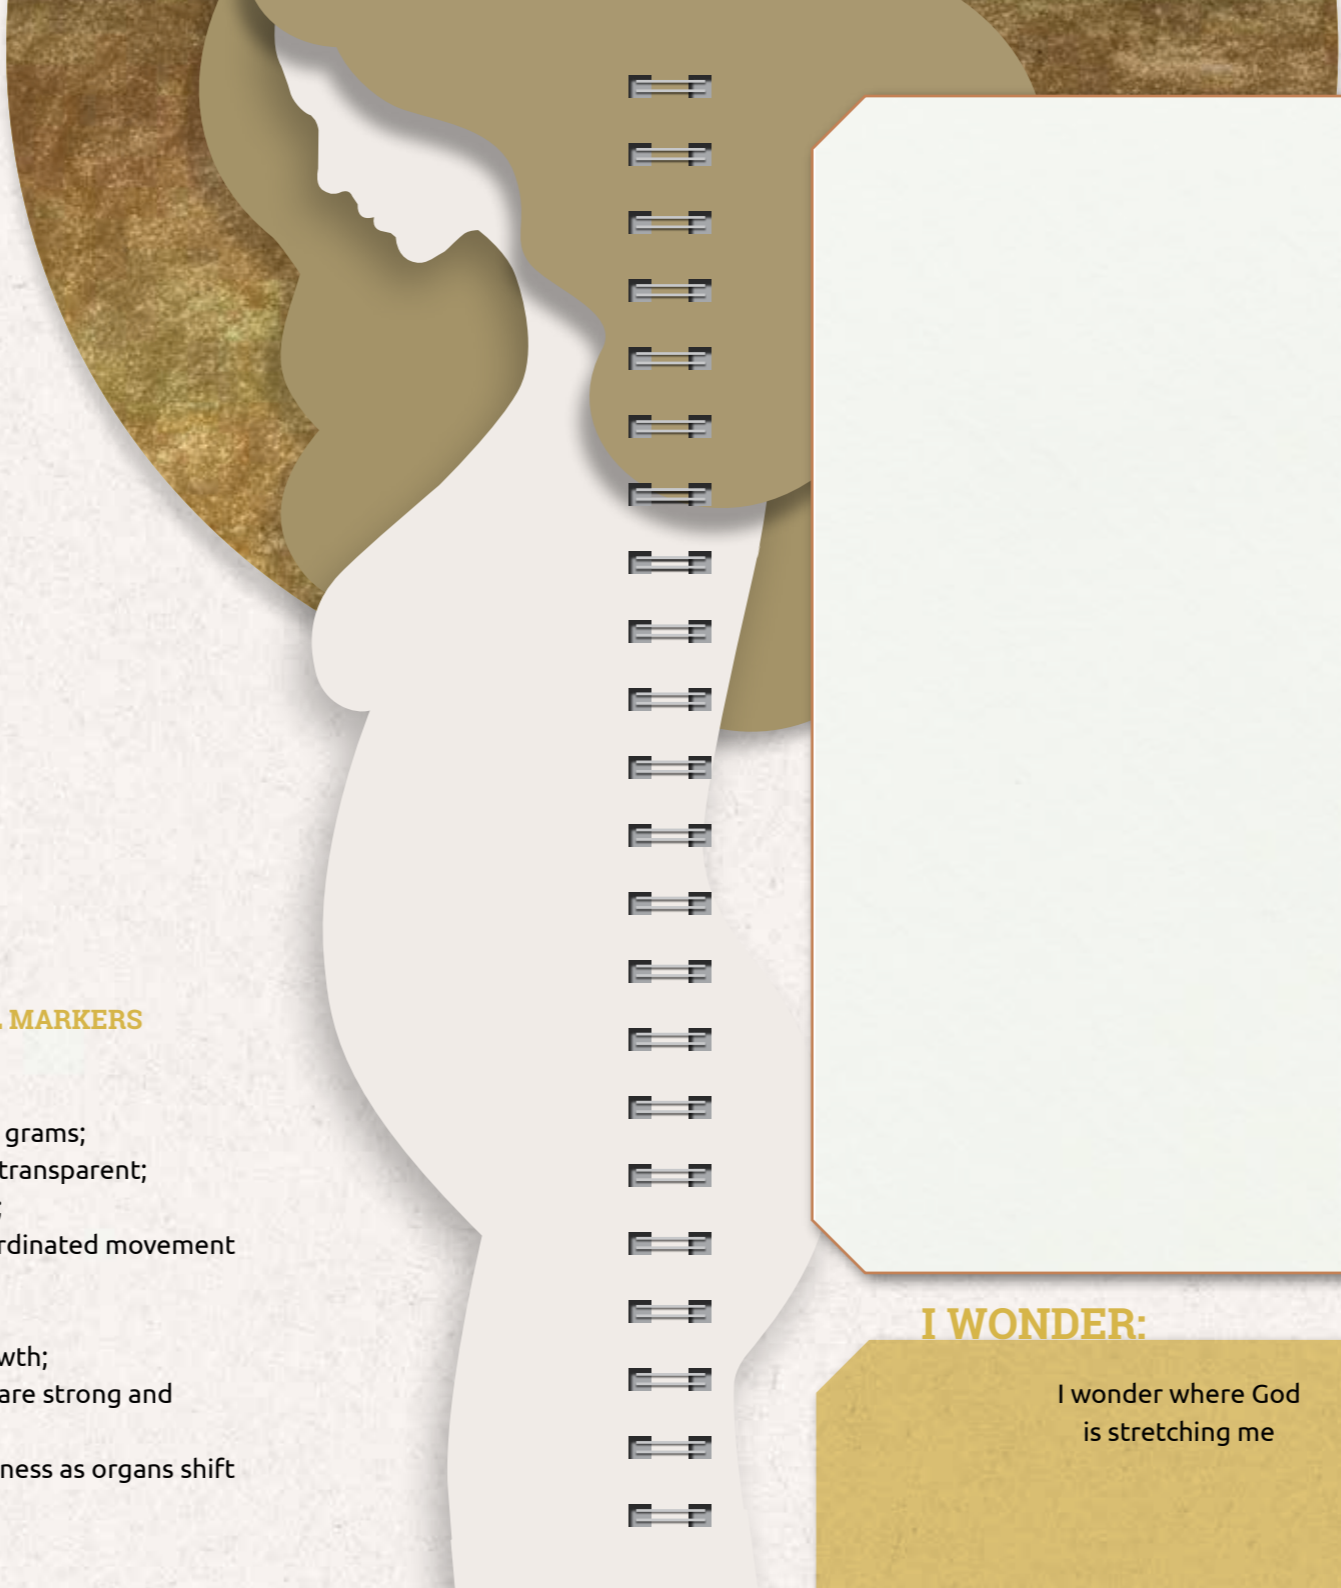 . MARKERS
grams;
transparent;
;
rdinated movement
wth;
are strong and
ness as organs shift
I WONDER:
I wonder where God
is stretching me